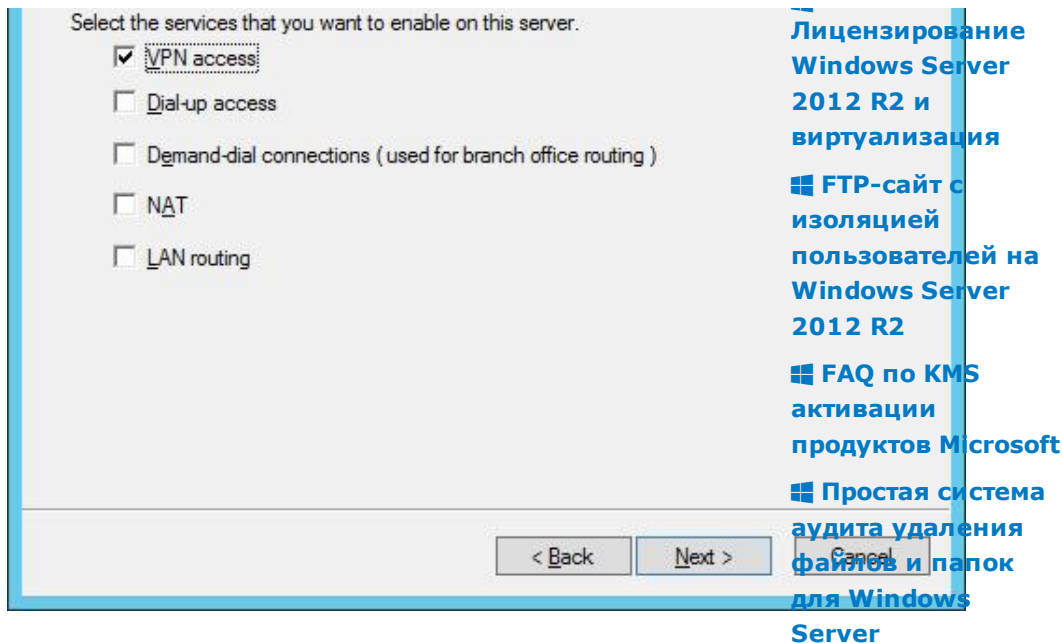 Select the services that you want to enable on this server.
VPN access
Dial-up access
Demand-dial connections ( used for branch office routing )
NAT
LAN routing
< Back
Next >
Cancel
Лицензирование
Windows Server
2012 R2 и
виртуализация
FTP-сайт с
изоляцией
пользователей на
Windows Server
2012 R2
FAQ по KMS
активации
продуктов Microsoft
Простая система
аудита удаления
файлов и папок
для Windows
Server